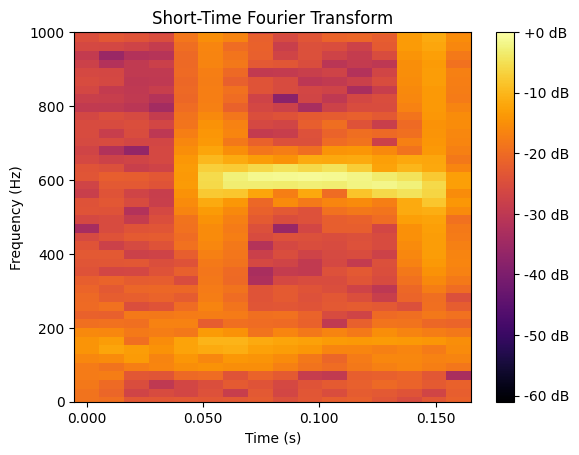 Short-Time Fourier Transform
1000
800
600
400
200
0
Frequency (Hz)
0.000
0.050
0.100
0.150
Time (s)
+0 dB
-10 dB
-20 dB
-30 dB
-40 dB
-50 dB
-60 dB